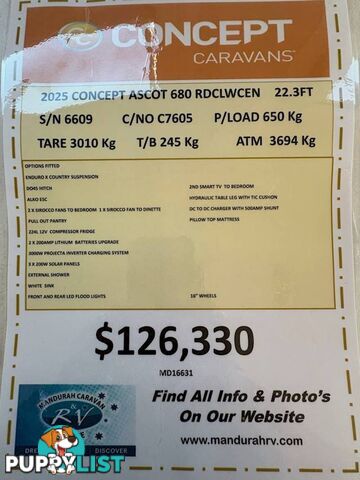 CONCEPT
CARAVANS
2025 CONCEPT ASCOT 680 RDCLWCEN 22.3FT
S/N 6609 C/NO C7605 P/LOAD 650 Kg
TARE 3010 Kg T/B 245 Kg ATM 3694 Kg
OPTIONS FITTED
ENDURO X COUNTRY SUSPENSION
DO45 HITCH 2ND SMART TV TO BEDROOM
ALKO ESC HYDRAULIC TABLE LEG WITH TIC CUSHION
2 X SIROCCO FANS TO BEDROOM 1 X SIROCCO FAN TO DINETTE DC TO DC CHARGER WITH 500AMP SHUNT
PULL OUT PANTRY PILLOW TOP MATTRESS
224L 12V COMPRESSOR FRIDGE
2 X 200AMP LITHIUM BATTERIES UPGRADE
2000W PROJECTA INVERTER CHARGING SYSTEM
3 X 200W SOLAR PANELS
EXTERNAL SHOWER
WHITE SINK
FRONT AND REAR LED FLOOD LIGHTS 16" WHEELS
$126,330
MD16631
MANDURAH CARAVAN
& RV
DISCOVER
Find All Info & Photo's
On Our Website
www.mandurahrv.com
PUPPYLIST